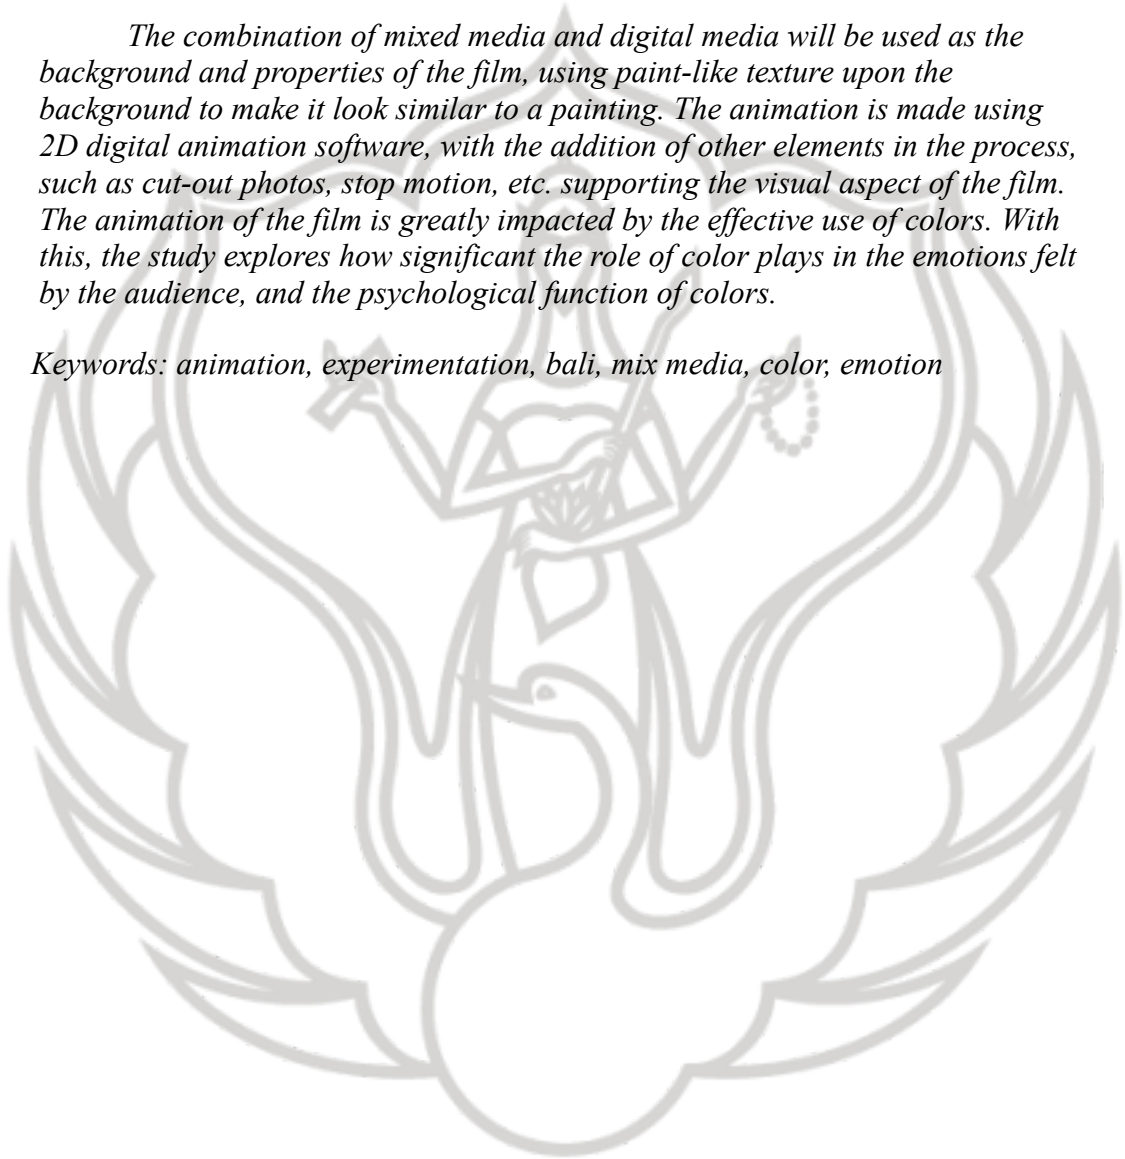 The combination of mixed media and digital media will be used as the
background and properties of the film, using paint-like texture upon the
background to make it look similar to a painting. The animation is made using
2D digital animation software, with the addition of other elements in the process,
such as cut-out photos, stop motion, etc. supporting the visual aspect of the film.
The animation of the film is greatly impacted by the effective use of colors. With
this, the study explores how significant the role of color plays in the emotions felt
by the audience, and the psychological function of colors.
Keywords: animation, experimentation, bali, mix media, color, emotion